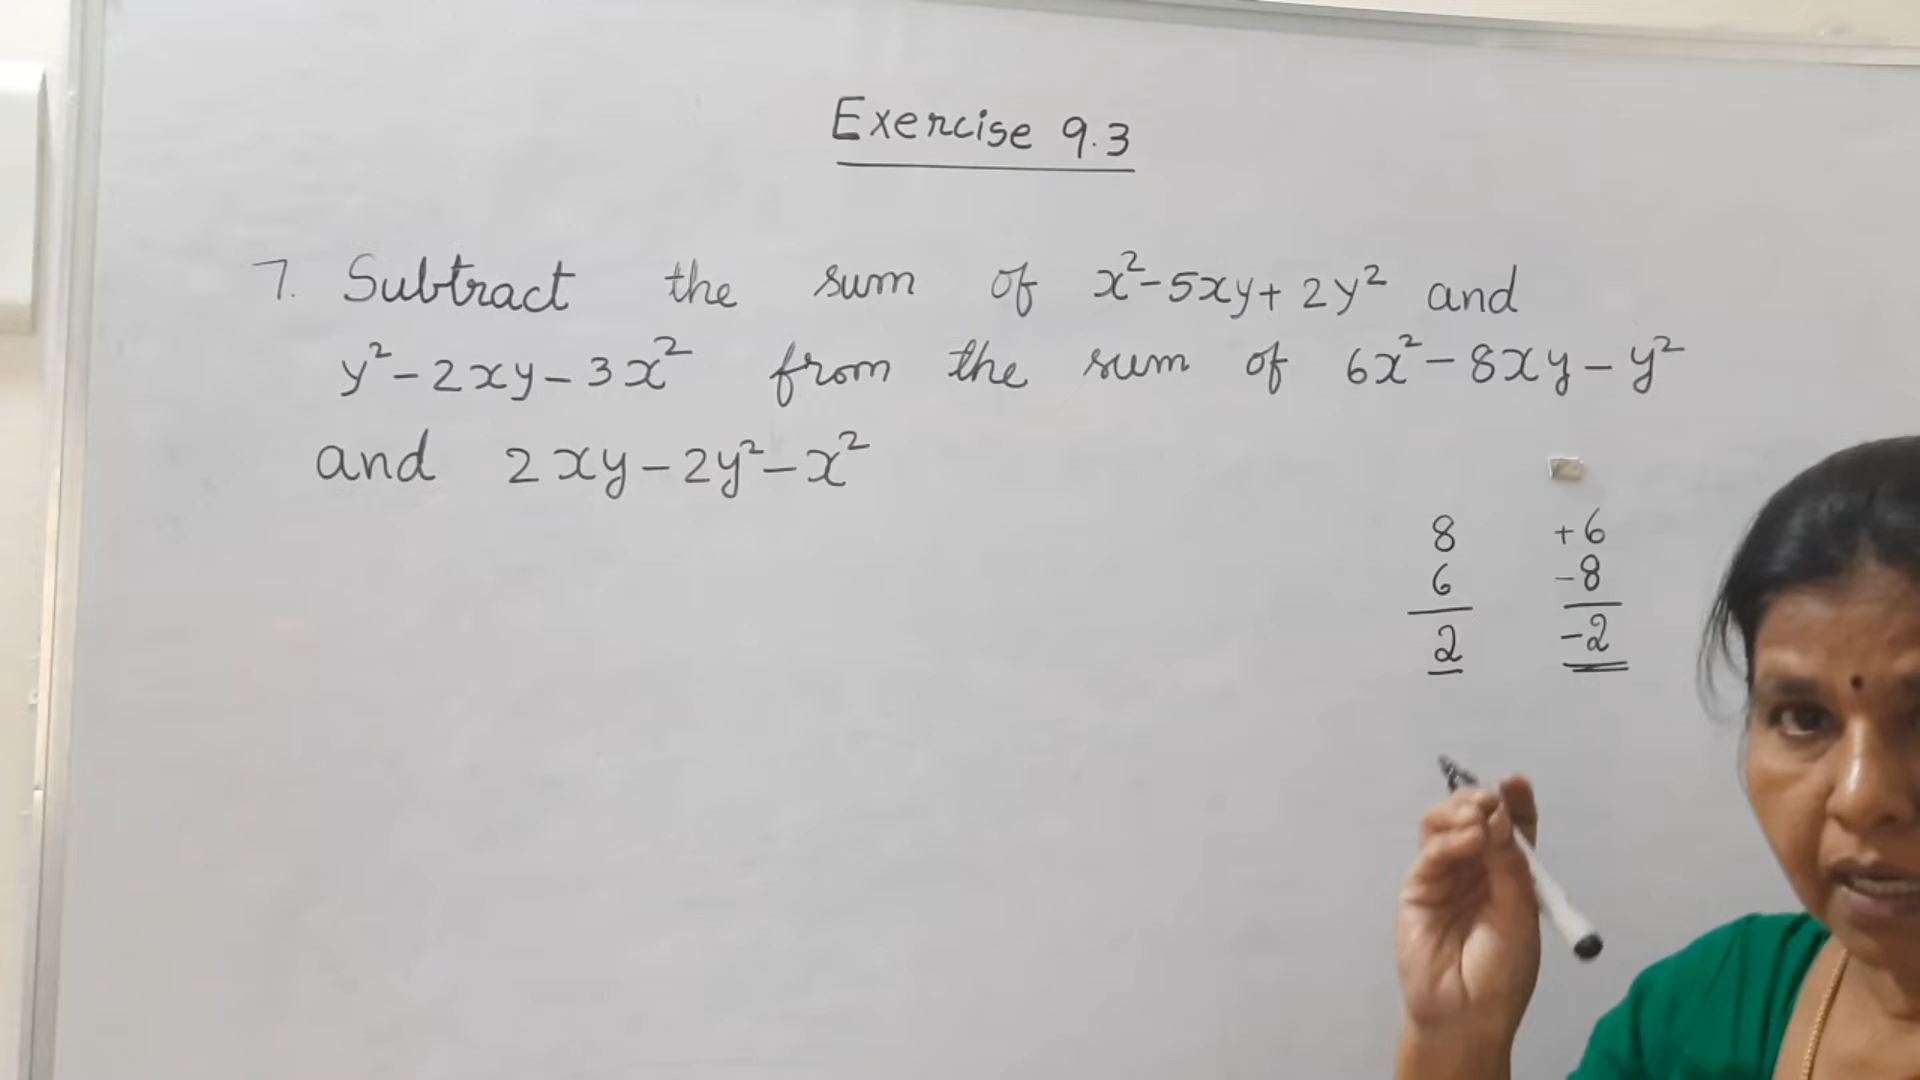 Exercise 9.3
7. Subtract the sum of x²-5xy+2y² and
y²-2xy-3x² from the sum of 6x²-8xy-y²
and 2xy-2y²-x²
8 +6
6 -8
2 -2